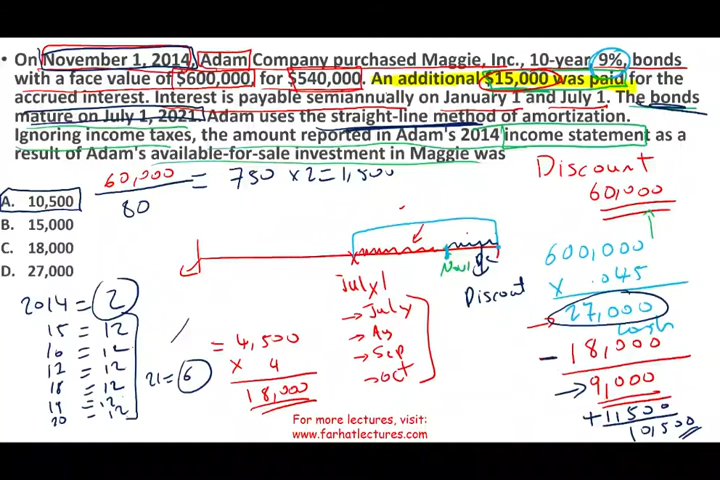 • On November 1, 2014, Adam Company purchased Maggie, Inc., 10-year, 9%, bonds
with a face value of $600,000, for $540,000. An additional $15,000 was paid for the
accrued interest. Interest is payable semiannually on January 1 and July 1. The bonds
mature on July 1, 2021. Adam uses the straight-line method of amortization.
Ignoring income taxes, the amount reported in Adam's 2014 income statement as a
result of Adam's available-for-sale investment in Maggie was
60,000 = 750 x2=1,500
80
Discount
60,000
A. 10,500
B. 15,000
C. 18,000
D. 27,000
600,000
x .045
27,000
cash
-18,000
9,000
+11500
10,500
Nov1
Discout
July 1
→July
→Ag
→Sep
→oct
2014 = 2
15 = 12
16 = 12
12 = 12
18 = 12
19 = 12
20 = 12
21 = 6
= 4,500
x 4
18,000
For more lectures, visit:
www.farhatlectures.com